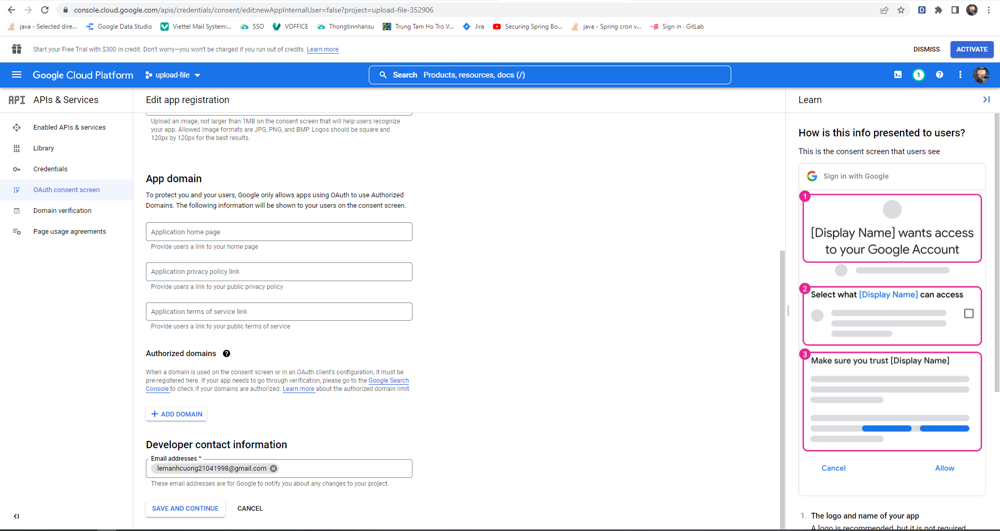 console.cloud.google.com/apis/credentials/consent/edit;newAppInternalUser=false?project=upload-file-352906
java - Selected dire... Google Data Studio Viettel Mail System:... SSO VOFFICE Thongtinnhansu Trung Tam Ho Tro V... Jira Securing Spring Bo... java - Spring cron v... Sign in · GitLab
Start your Free Trial with $300 in credit. Don't worry—you won't be charged if you run out of credits. Learn more DISMISS ACTIVATE
Google Cloud Platform upload-file Search Products, resources, docs (/) 1
API APIs & Services
Enabled APIs & services
Library
Credentials
OAuth consent screen
Domain verification
Page usage agreements
Edit app registration
Upload an image, not larger than 1MB on the consent screen that will help users recognize
your app. Allowed image formats are JPG, PNG, and BMP. Logos should be square and
120px by 120px for the best results.
App domain
To protect you and your users, Google only allows apps using OAuth to use Authorized
Domains. The following information will be shown to your users on the consent screen.
Application home page
Provide users a link to your home page
Application privacy policy link
Provide users a link to your public privacy policy
Application terms of service link
Provide users a link to your public terms of service
Authorized domains
When a domain is used on the consent screen or in an OAuth client's configuration, it must be
pre-registered here. If your app needs to go through verification, please go to the Google Search
Console to check if your domains are authorized. Learn more about the authorized domain limit.
ADD DOMAIN
Developer contact information
Email addresses *
lemanhcuong21041998@gmail.com
These email addresses are for Google to notify you about any changes to your project.
SAVE AND CONTINUE CANCEL
Learn
How is this info presented to users?
This is the consent screen that users see
Sign in with Google
1
[Display Name] wants access
to your Google Account
2
Select what [Display Name] can access
3
Make sure you trust [Display Name]
Cancel Allow
1. The logo and name of your app
A logo is recommended, but it is not required